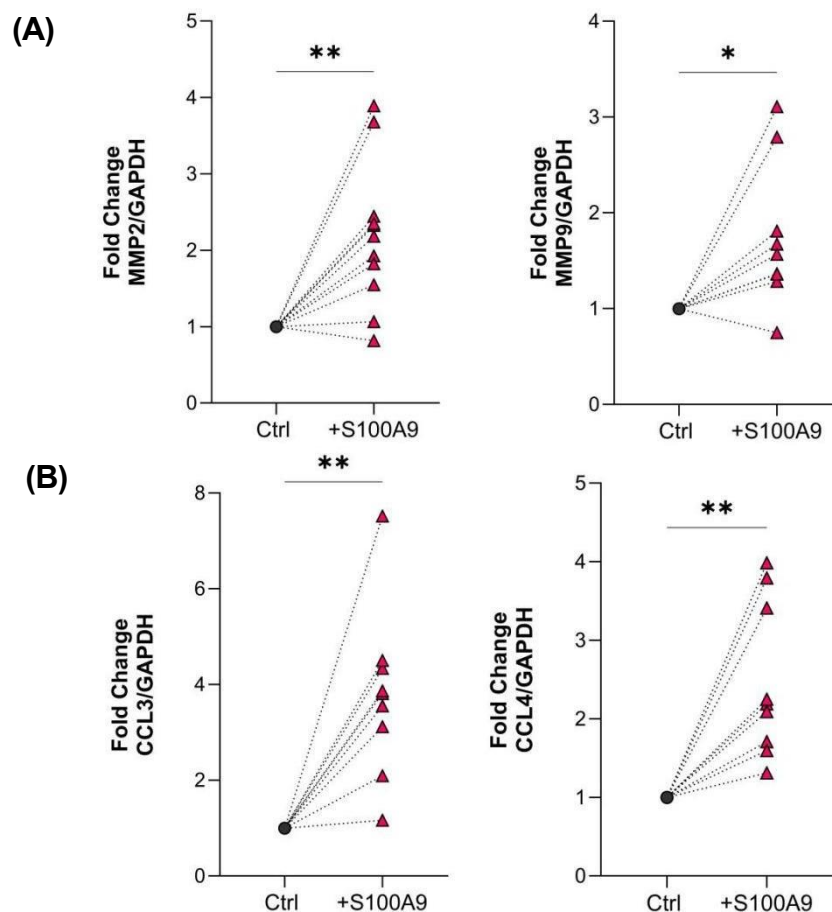 (A)
Fold Change
MMP2/GAPDH
5
4
3
2
1
0
**
Ctrl
+S100A9
Fold Change
MMP9/GAPDH
4
3
2
1
0
*
Ctrl
+S100A9
(B)
Fold Change
CCL3/GAPDH
8
6
4
2
0
**
Ctrl
+S100A9
Fold Change
CCL4/GAPDH
5
4
3
2
1
0
**
Ctrl
+S100A9